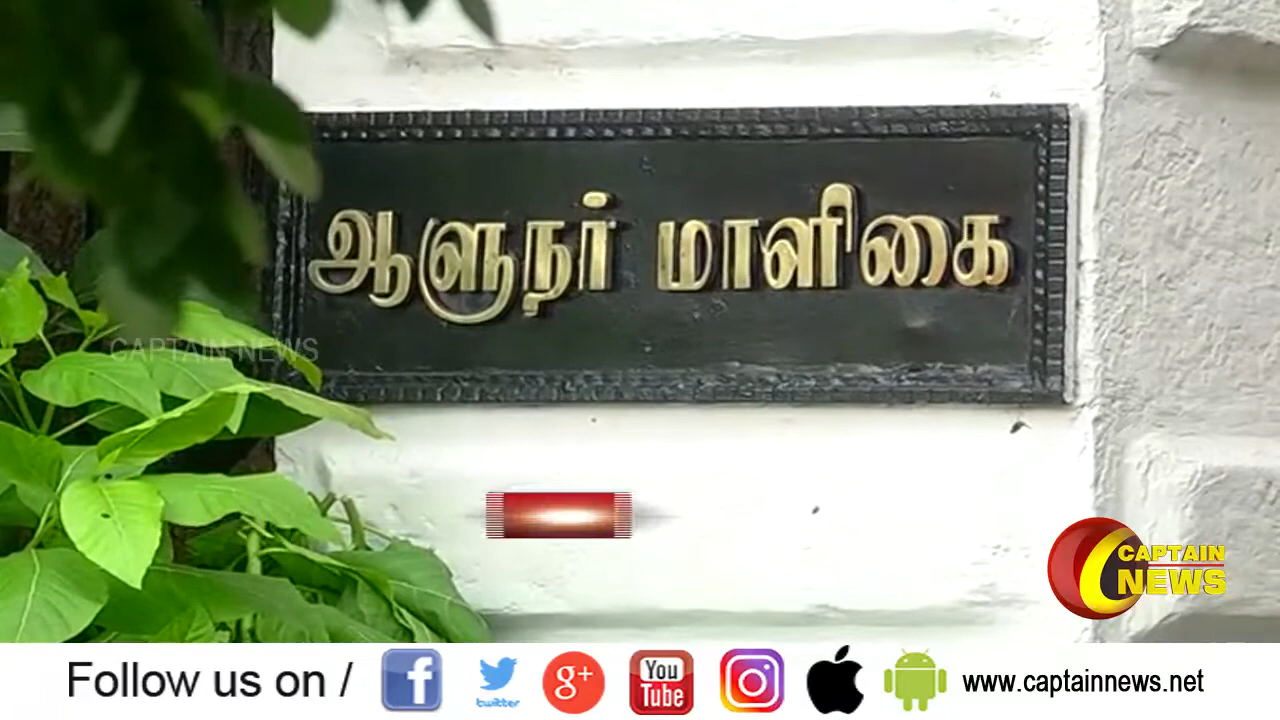 ஆளுநர் மாளிகை
CAPTAIN NEWS
CAPTAIN
NEWS
Follow us on / f twitter g+ You Tube www.captainnews.net